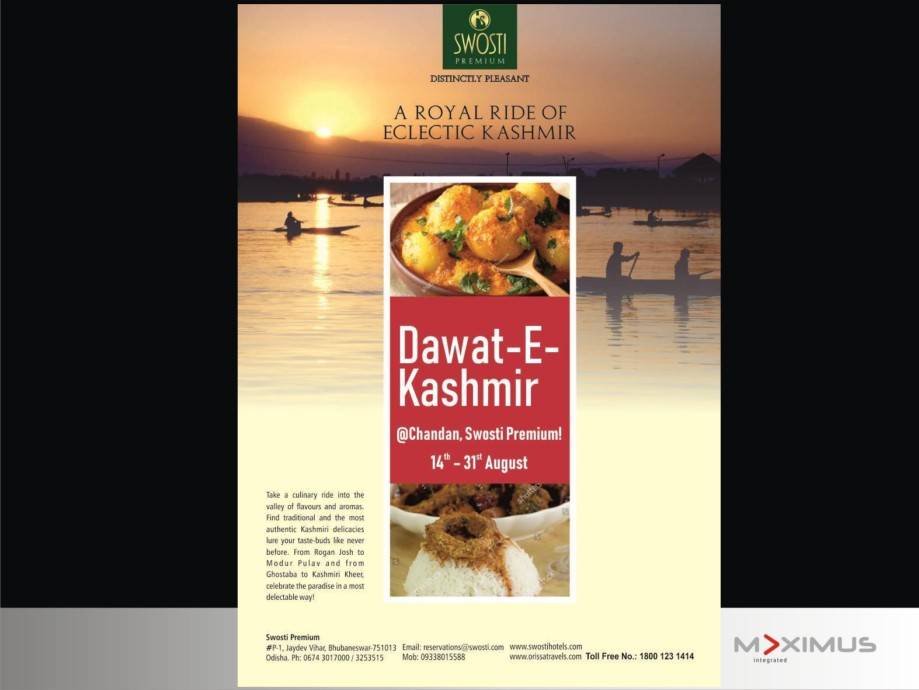 SWOSTI
PREMIUM
DISTINCTLY PLEASANT
A ROYAL RIDE OF
ECLECTIC KASHMIR
Dawat-E-
Kashmir
@Chandan, Swosti Premium!
14th – 31st August
Take a culinary ride into the
valley of flavours and aromas.
Find traditional and the most
authentic Kashmiri delicacies
lure your taste-buds like never
before. From Rogan Josh to
Modur Pulav and from
Ghostaba to Kashmiri Kheer,
celebrate the paradise in a most
delectable way!
Swosti Premium
#P-1, Jaydev Vihar, Bhubaneswar-751013 Email: reservations@swosti.com www.swostihotels.com
Odisha. Ph: 0674 3017000 / 3253515 Mob: 09338015588 www.orissatravels.com Toll Free No.: 1800 123 1414
MAXIMUS
integrated